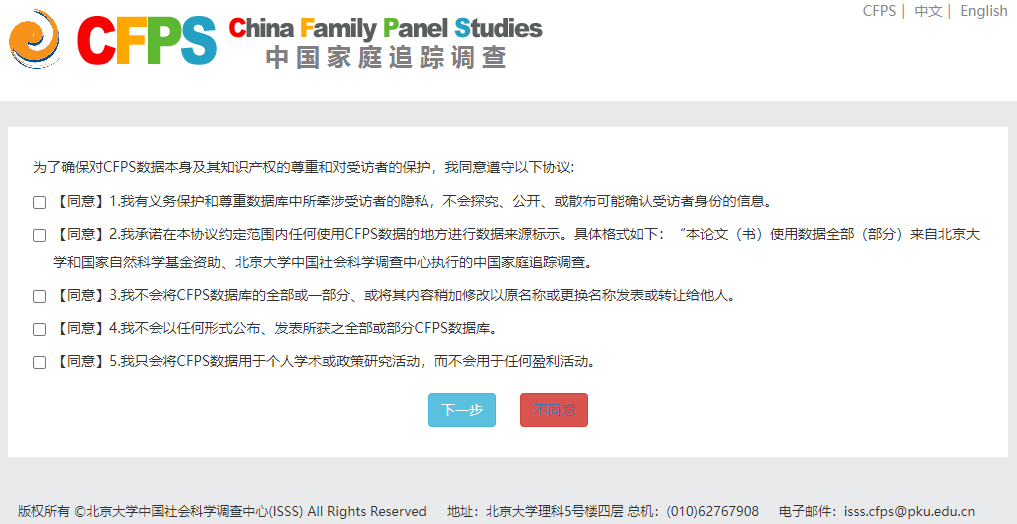 CFPS | 中文 | English
CFPS China Family Panel Studies
中国家庭追踪调查
为了确保对CFPS数据本身及其知识产权的尊重和对受访者的保护，我同意遵守以下协议:
【同意】1.我有义务保护和尊重数据库中所牵涉受访者的隐私，不会探究、公开、或散布可能确认受访者身份的信息。
【同意】2.我承诺在本协议约定范围内任何使用CFPS数据的地方进行数据来源标示。具体格式如下：“本论文（书）使用数据全部（部分）来自北京大
学和国家自然科学基金资助、北京大学中国社会科学调查中心执行的中国家庭追踪调查。
【同意】3.我不会将CFPS数据库的全部或一部分、或将其内容稍加修改以原名称或更换名称发表或转让给他人。
【同意】4.我不会以任何形式公布、发表所获之全部或部分CFPS数据库。
【同意】5.我只会将CFPS数据用于个人学术或政策研究活动，而不会用于任何盈利活动。
下一步 不同意
版权所有 ©北京大学中国社会科学调查中心(ISSS) All Rights Reserved 地址：北京大学理科5号楼四层 总机：(010)62767908 电子邮件：isss.cfps@pku.edu.cn